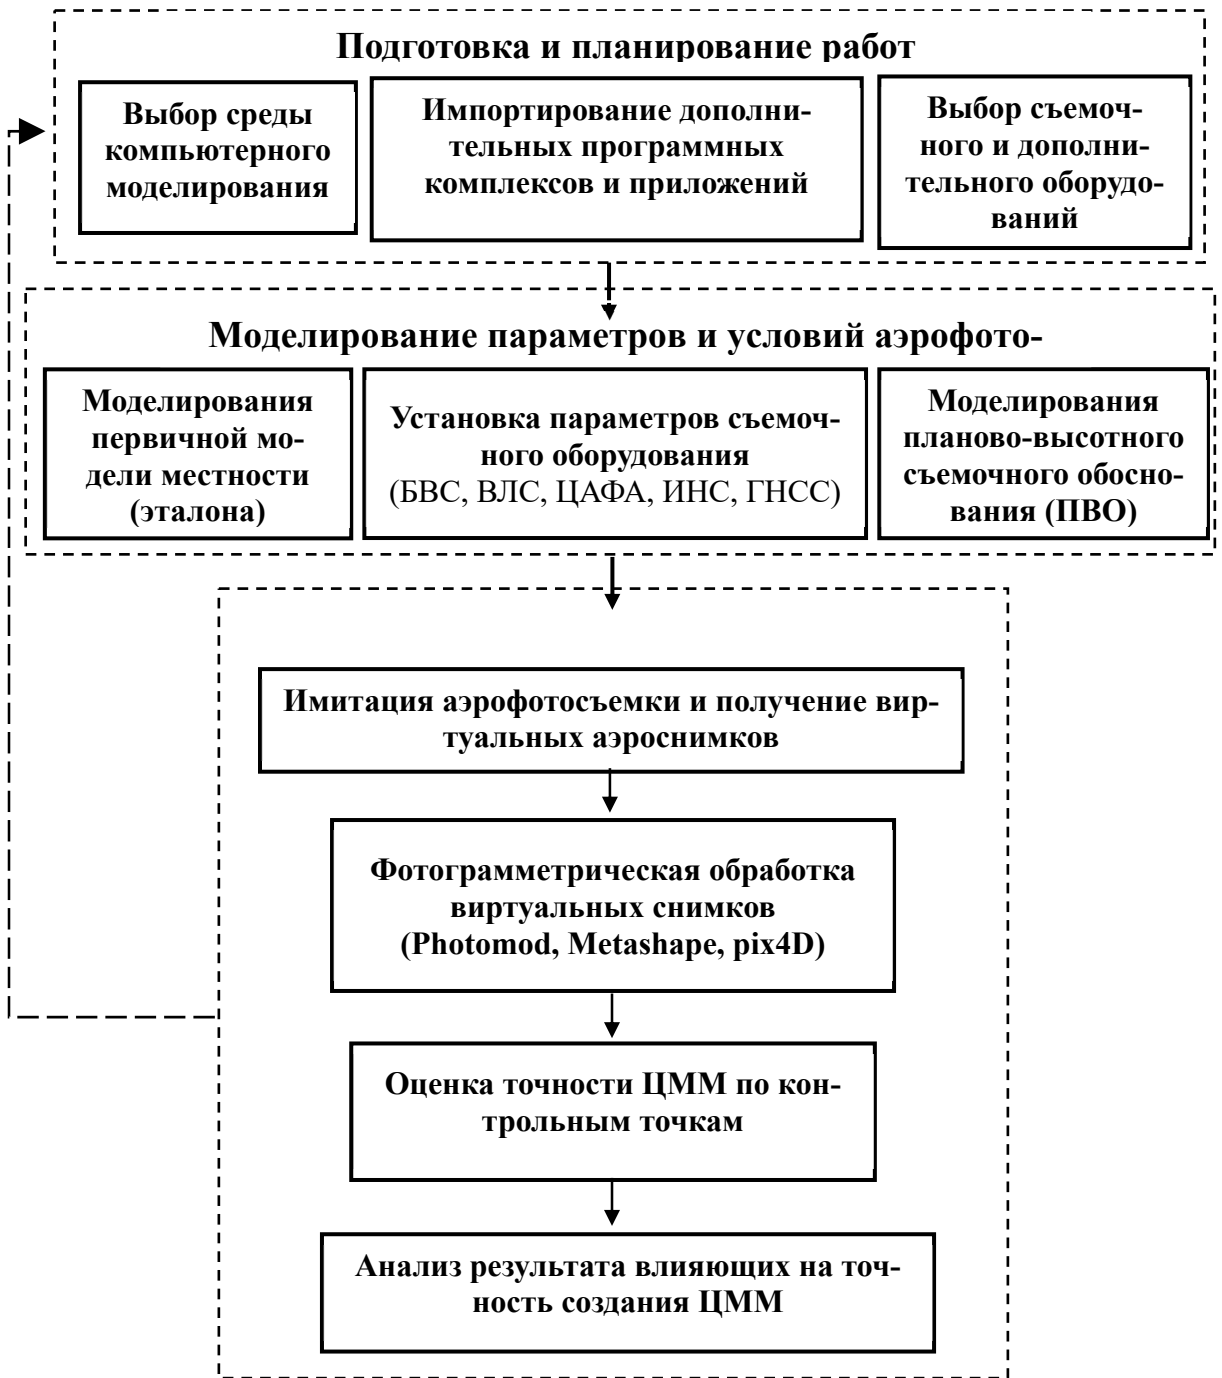 Подготовка и планирование работ
Выбор среды
компьютерного
моделирования
Импортирование дополни-
тельных программных
комплексов и приложений
Выбор съемоч-
ного и дополни-
тельного оборудо-
ваний
Моделирование параметров и условий аэрофото-
Моделирования
первичной мо-
дели местности
(эталона)
Установка параметров съемоч-
ного оборудования
(БВС, ВЛС, ЦАФА, ИНС, ГНСС)
Моделирования
планово-высотного
съемочного обосно-
вания (ПВО)
Имитация аэрофотосъемки и получение вир-
туальных аэроснимков
Фотограмметрическая обработка
виртуальных снимков
(Photomod, Metashape, pix4D)
Оценка точности ЦММ по кон-
трольным точкам
Анализ результата влияющих на точ-
ность создания ЦММ